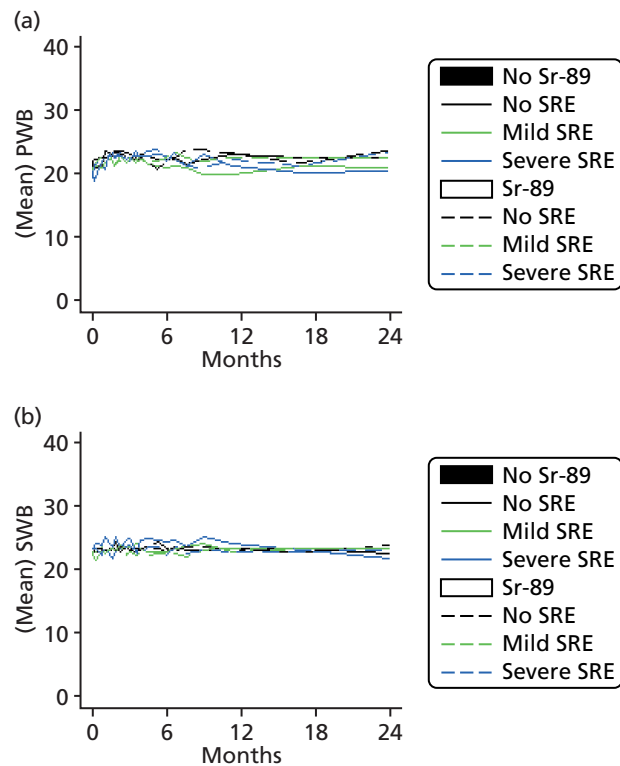 (a)
40
30
20
10
0
(Mean) PWB
0 6 12 18 24
Months
No Sr-89
No SRE
Mild SRE
Severe SRE
Sr-89
No SRE
Mild SRE
Severe SRE
(b)
40
30
20
10
0
(Mean) SWB
0 6 12 18 24
Months
No Sr-89
No SRE
Mild SRE
Severe SRE
Sr-89
No SRE
Mild SRE
Severe SRE